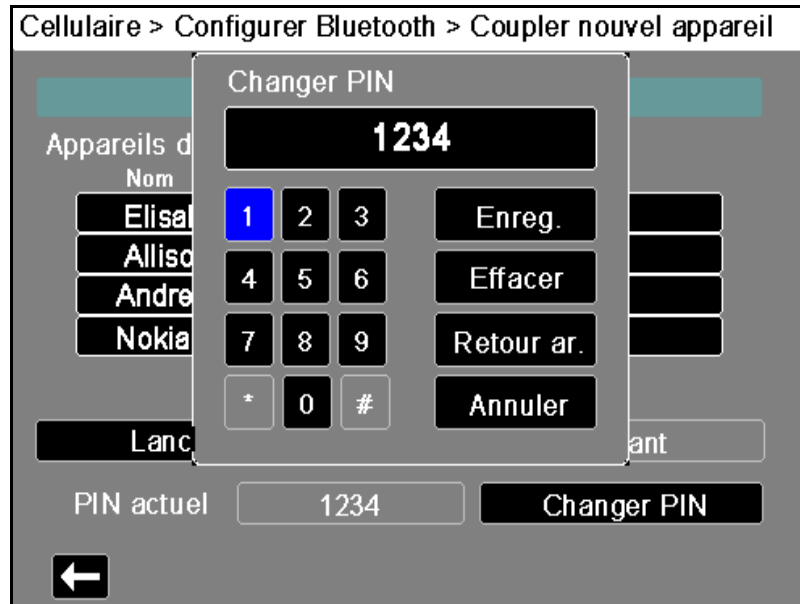 Cellulaire > Configurer Bluetooth > Coupler nouvel appareil
Changer PIN
1234
Appareils d
Nom
Elisal
Alliso
Andre
Nokia
1 2 3 Enreg.
4 5 6 Effacer
7 8 9 Retour ar.
* 0 # Annuler
Lanc ant
PIN actuel 1234 Changer PIN